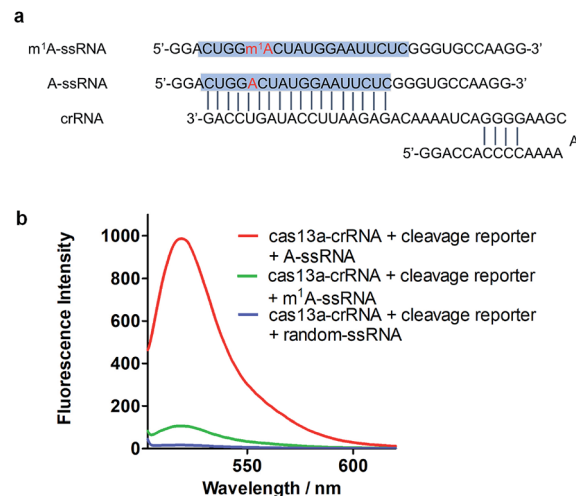 a
m¹A-ssRNA 5'-GGACUGGm¹ACUAUGGAAUUCUCGGGUGCCAAGG-3'
A-ssRNA 5'-GGACUGGACUAUGGAAUUCUCGGGUGCCAAGG-3'
crRNA 3'-GACCUGAUACCUUAAGAGACAAAAUCAGGGGAAGC
A
5'-GGACCACCCCAAAA
b
Fluorescence Intensity
1000
800
600
400
200
0
550
600
Wavelength / nm
cas13a-crRNA + cleavage reporter
+ A-ssRNA
cas13a-crRNA + cleavage reporter
+ m¹A-ssRNA
cas13a-crRNA + cleavage reporter
+ random-ssRNA